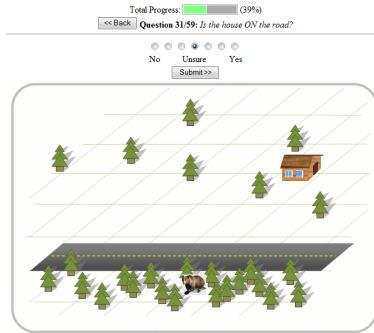 Total Progress: (39%)
<< Back Question 31/59: Is the house ON the road?
No Unsure Yes
Submit>>